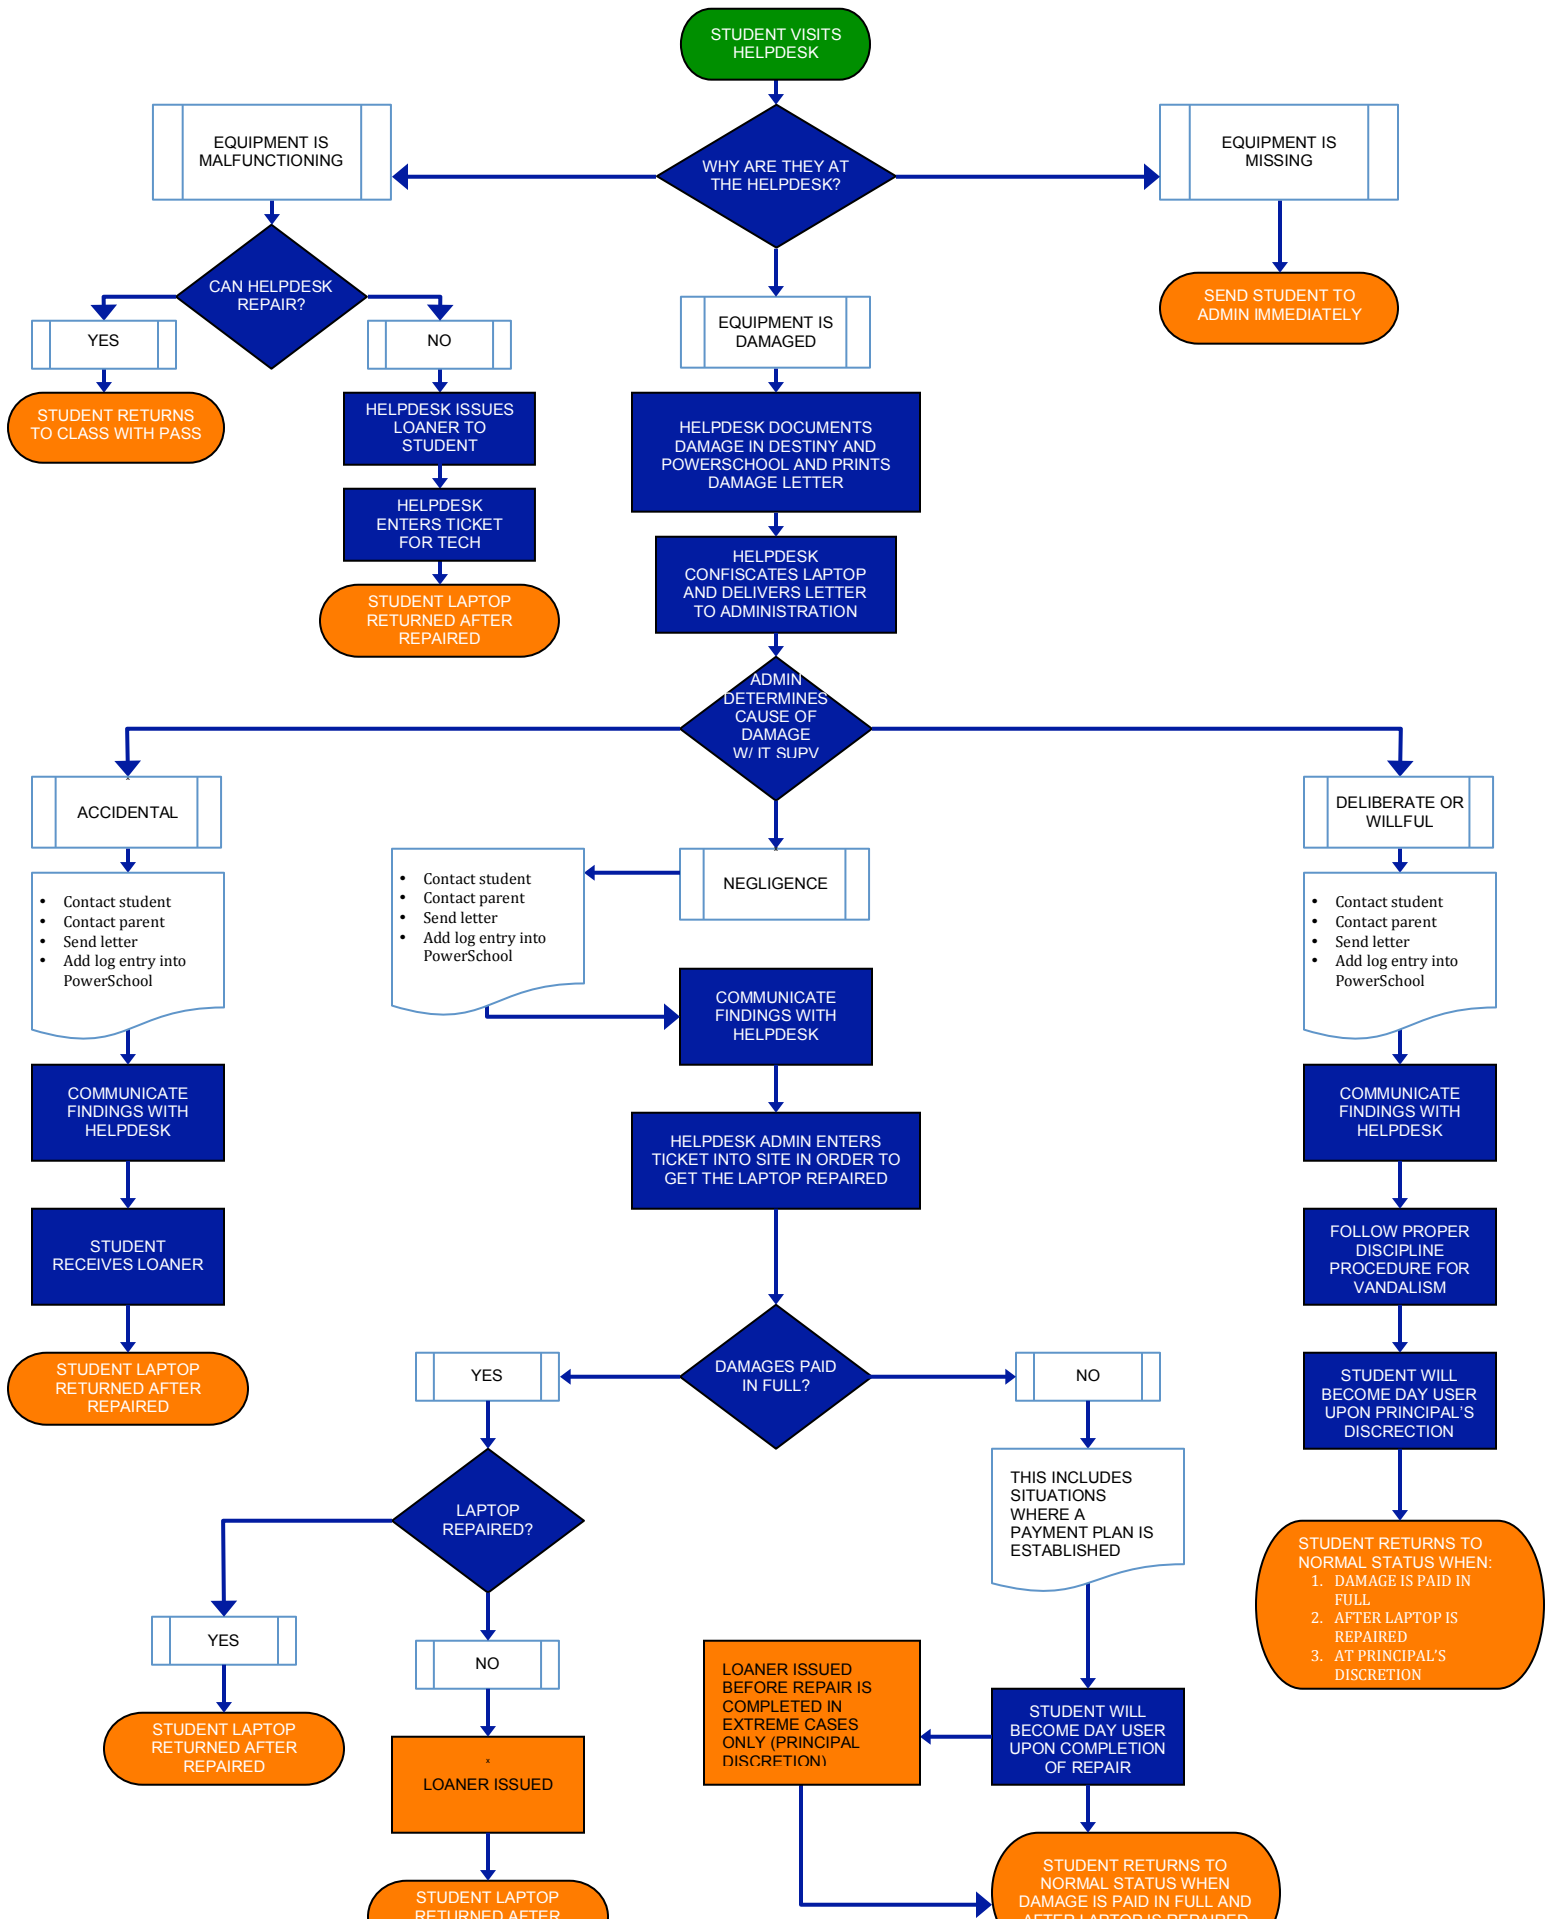 STUDENT VISITS
HELPDESK
EQUIPMENT IS
MALFUNCTIONING
WHY ARE THEY AT
THE HELPDESK?
EQUIPMENT IS
MISSING
CAN HELPDESK
REPAIR?
SEND STUDENT TO
ADMIN IMMEDIATELY
YES
NO
EQUIPMENT IS
DAMAGED
STUDENT RETURNS
TO CLASS WITH PASS
HELPDESK ISSUES
LOANER TO
STUDENT
HELPDESK DOCUMENTS
DAMAGE IN DESTINY AND
POWERSCHOOL AND PRINTS
DAMAGE LETTER
HELPDESK
ENTERS TICKET
FOR TECH
HELPDESK
CONFISCATES LAPTOP
AND DELIVERS LETTER
TO ADMINISTRATION
STUDENT LAPTOP
RETURNED AFTER
REPAIRED
ADMIN
DETERMINES
CAUSE OF
DAMAGE
W/ IT SUPV
ACCIDENTAL
DELIBERATE OR
WILLFUL
NEGLIGENCE
• Contact student
• Contact parent
• Send letter
• Add log entry into
PowerSchool
• Contact student
• Contact parent
• Send letter
• Add log entry into
PowerSchool
• Contact student
• Contact parent
• Send letter
• Add log entry into
PowerSchool
COMMUNICATE
FINDINGS WITH
HELPDESK
COMMUNICATE
FINDINGS WITH
HELPDESK
COMMUNICATE
FINDINGS WITH
HELPDESK
HELPDESK ADMIN ENTERS
TICKET INTO SITE IN ORDER TO
GET THE LAPTOP REPAIRED
STUDENT
RECEIVES LOANER
FOLLOW PROPER
DISCIPLINE
PROCEDURE FOR
VANDALISM
STUDENT LAPTOP
RETURNED AFTER
REPAIRED
YES
DAMAGES PAID
IN FULL?
NO
STUDENT WILL
BECOME DAY USER
UPON PRINCIPAL'S
DISCRECTION
LAPTOP
REPAIRED?
THIS INCLUDES
SITUATIONS
WHERE A
PAYMENT PLAN IS
ESTABLISHED
STUDENT RETURNS TO
NORMAL STATUS WHEN:
1. DAMAGE IS PAID IN
FULL
2. AFTER LAPTOP IS
REPAIRED
3. AT PRINCIPAL'S
DISCRETION
YES
NO
LOANER ISSUED
BEFORE REPAIR IS
COMPLETED IN
EXTREME CASES
ONLY (PRINCIPAL
DISCRETION)
STUDENT WILL
BECOME DAY USER
UPON COMPLETION
OF REPAIR
STUDENT LAPTOP
RETURNED AFTER
REPAIRED
x
LOANER ISSUED
STUDENT LAPTOP
RETURNED AFTER
STUDENT RETURNS TO
NORMAL STATUS WHEN
DAMAGE IS PAID IN FULL AND
AFTER LAPTOP IS REPAIRED